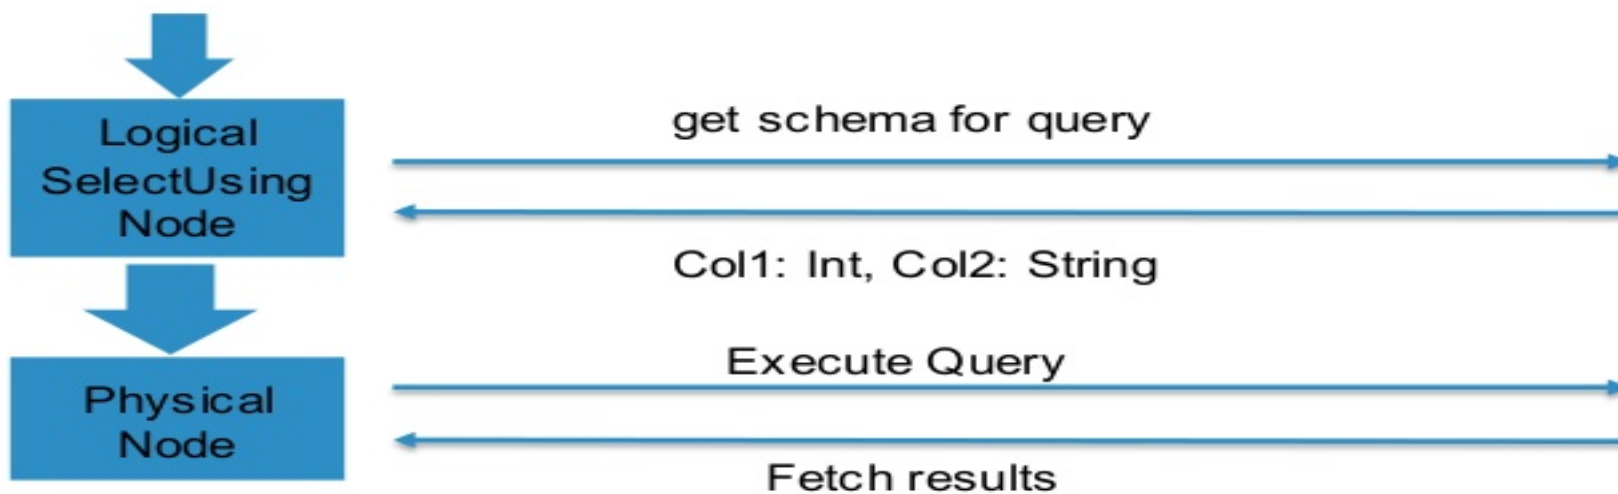 Logical
SelectUsing
Node
get schema for query
Col1: Int, Col2: String
Physical
Node
Execute Query
Fetch results